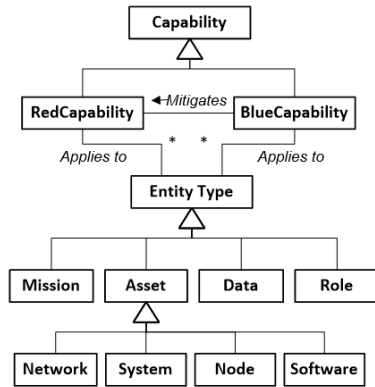 Capability
Mitigates
RedCapability BlueCapability
* *
Applies to Applies to
Entity Type
Mission Asset Data Role
Network System Node Software